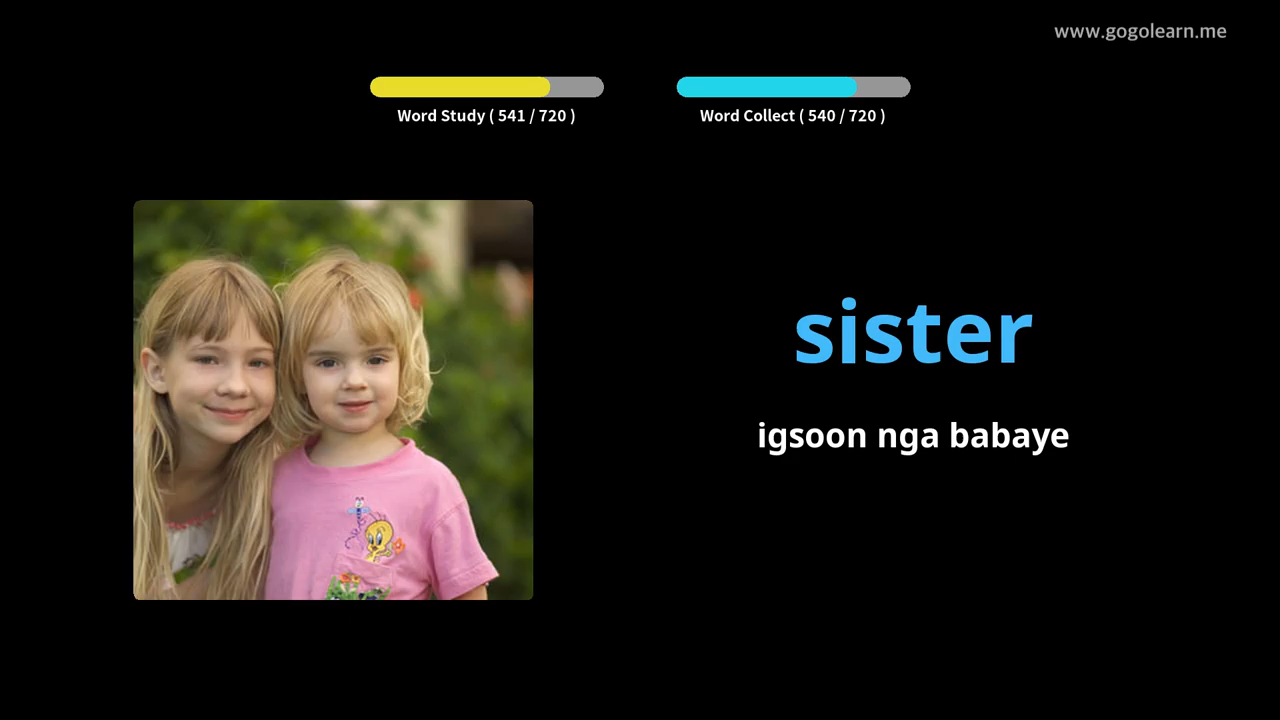 www.gogolearn.me
Word Study ( 541 / 720 )
Word Collect ( 540 / 720 )
sister
igsoon nga babaye